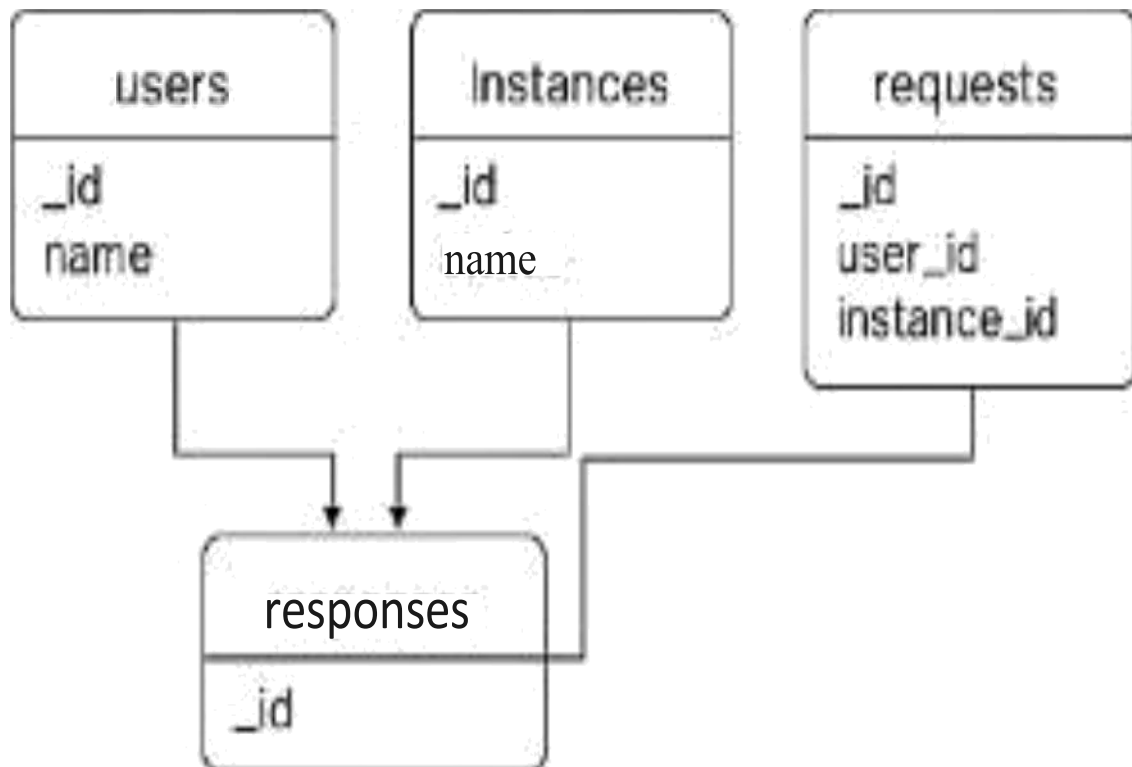 users
_id
name
Instances
_id
name
requests
_id
user_id
instance_id
responses
_id